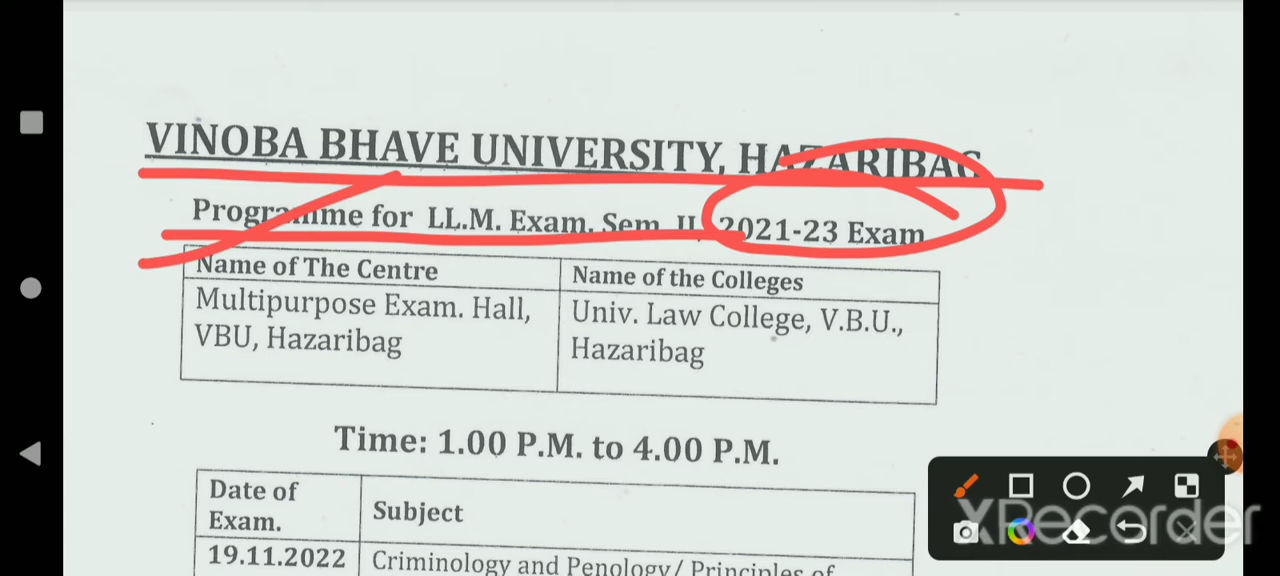 VINOBA BHAVE UNIVERSITY, HAZARIBAG
Programme for LL.M. Exam. Sem II, 2021-23 Exam
Name of The Centre
Name of the Colleges
Multipurpose Exam. Hall,
VBU, Hazaribag
Univ. Law College, V.B.U.,
Hazaribag
Time: 1.00 P.M. to 4.00 P.M.
Date of
Exam.
Subject
19.11.2022
Criminology and Penology/ Principles of
XRecorder